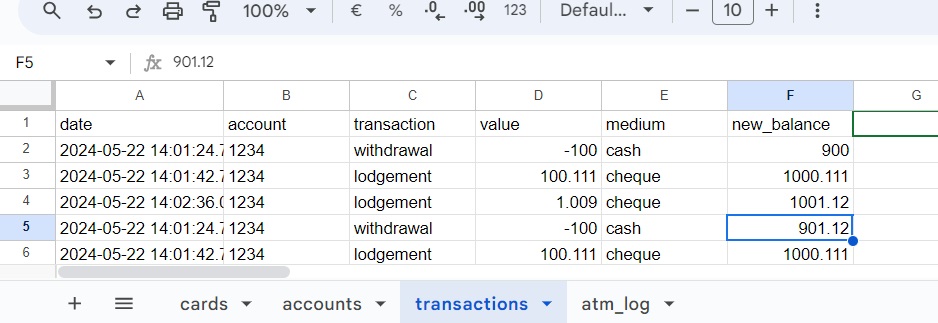 100% € % .0 .00 123 Defaul... 10
F5 fx 901.12
A B C D E F G
1 date account transaction value medium new_balance
2 2024-05-22 14:01:24.7 1234 withdrawal -100 cash 900
3 2024-05-22 14:01:42.7 1234 lodgement 100.111 cheque 1000.111
4 2024-05-22 14:02:36.0 1234 lodgement 1.009 cheque 1001.12
5 2024-05-22 14:01:24.7 1234 withdrawal -100 cash 901.12
6 2024-05-22 14:01:42.7 1234 lodgement 100.111 cheque 1000.111
cards accounts transactions atm_log